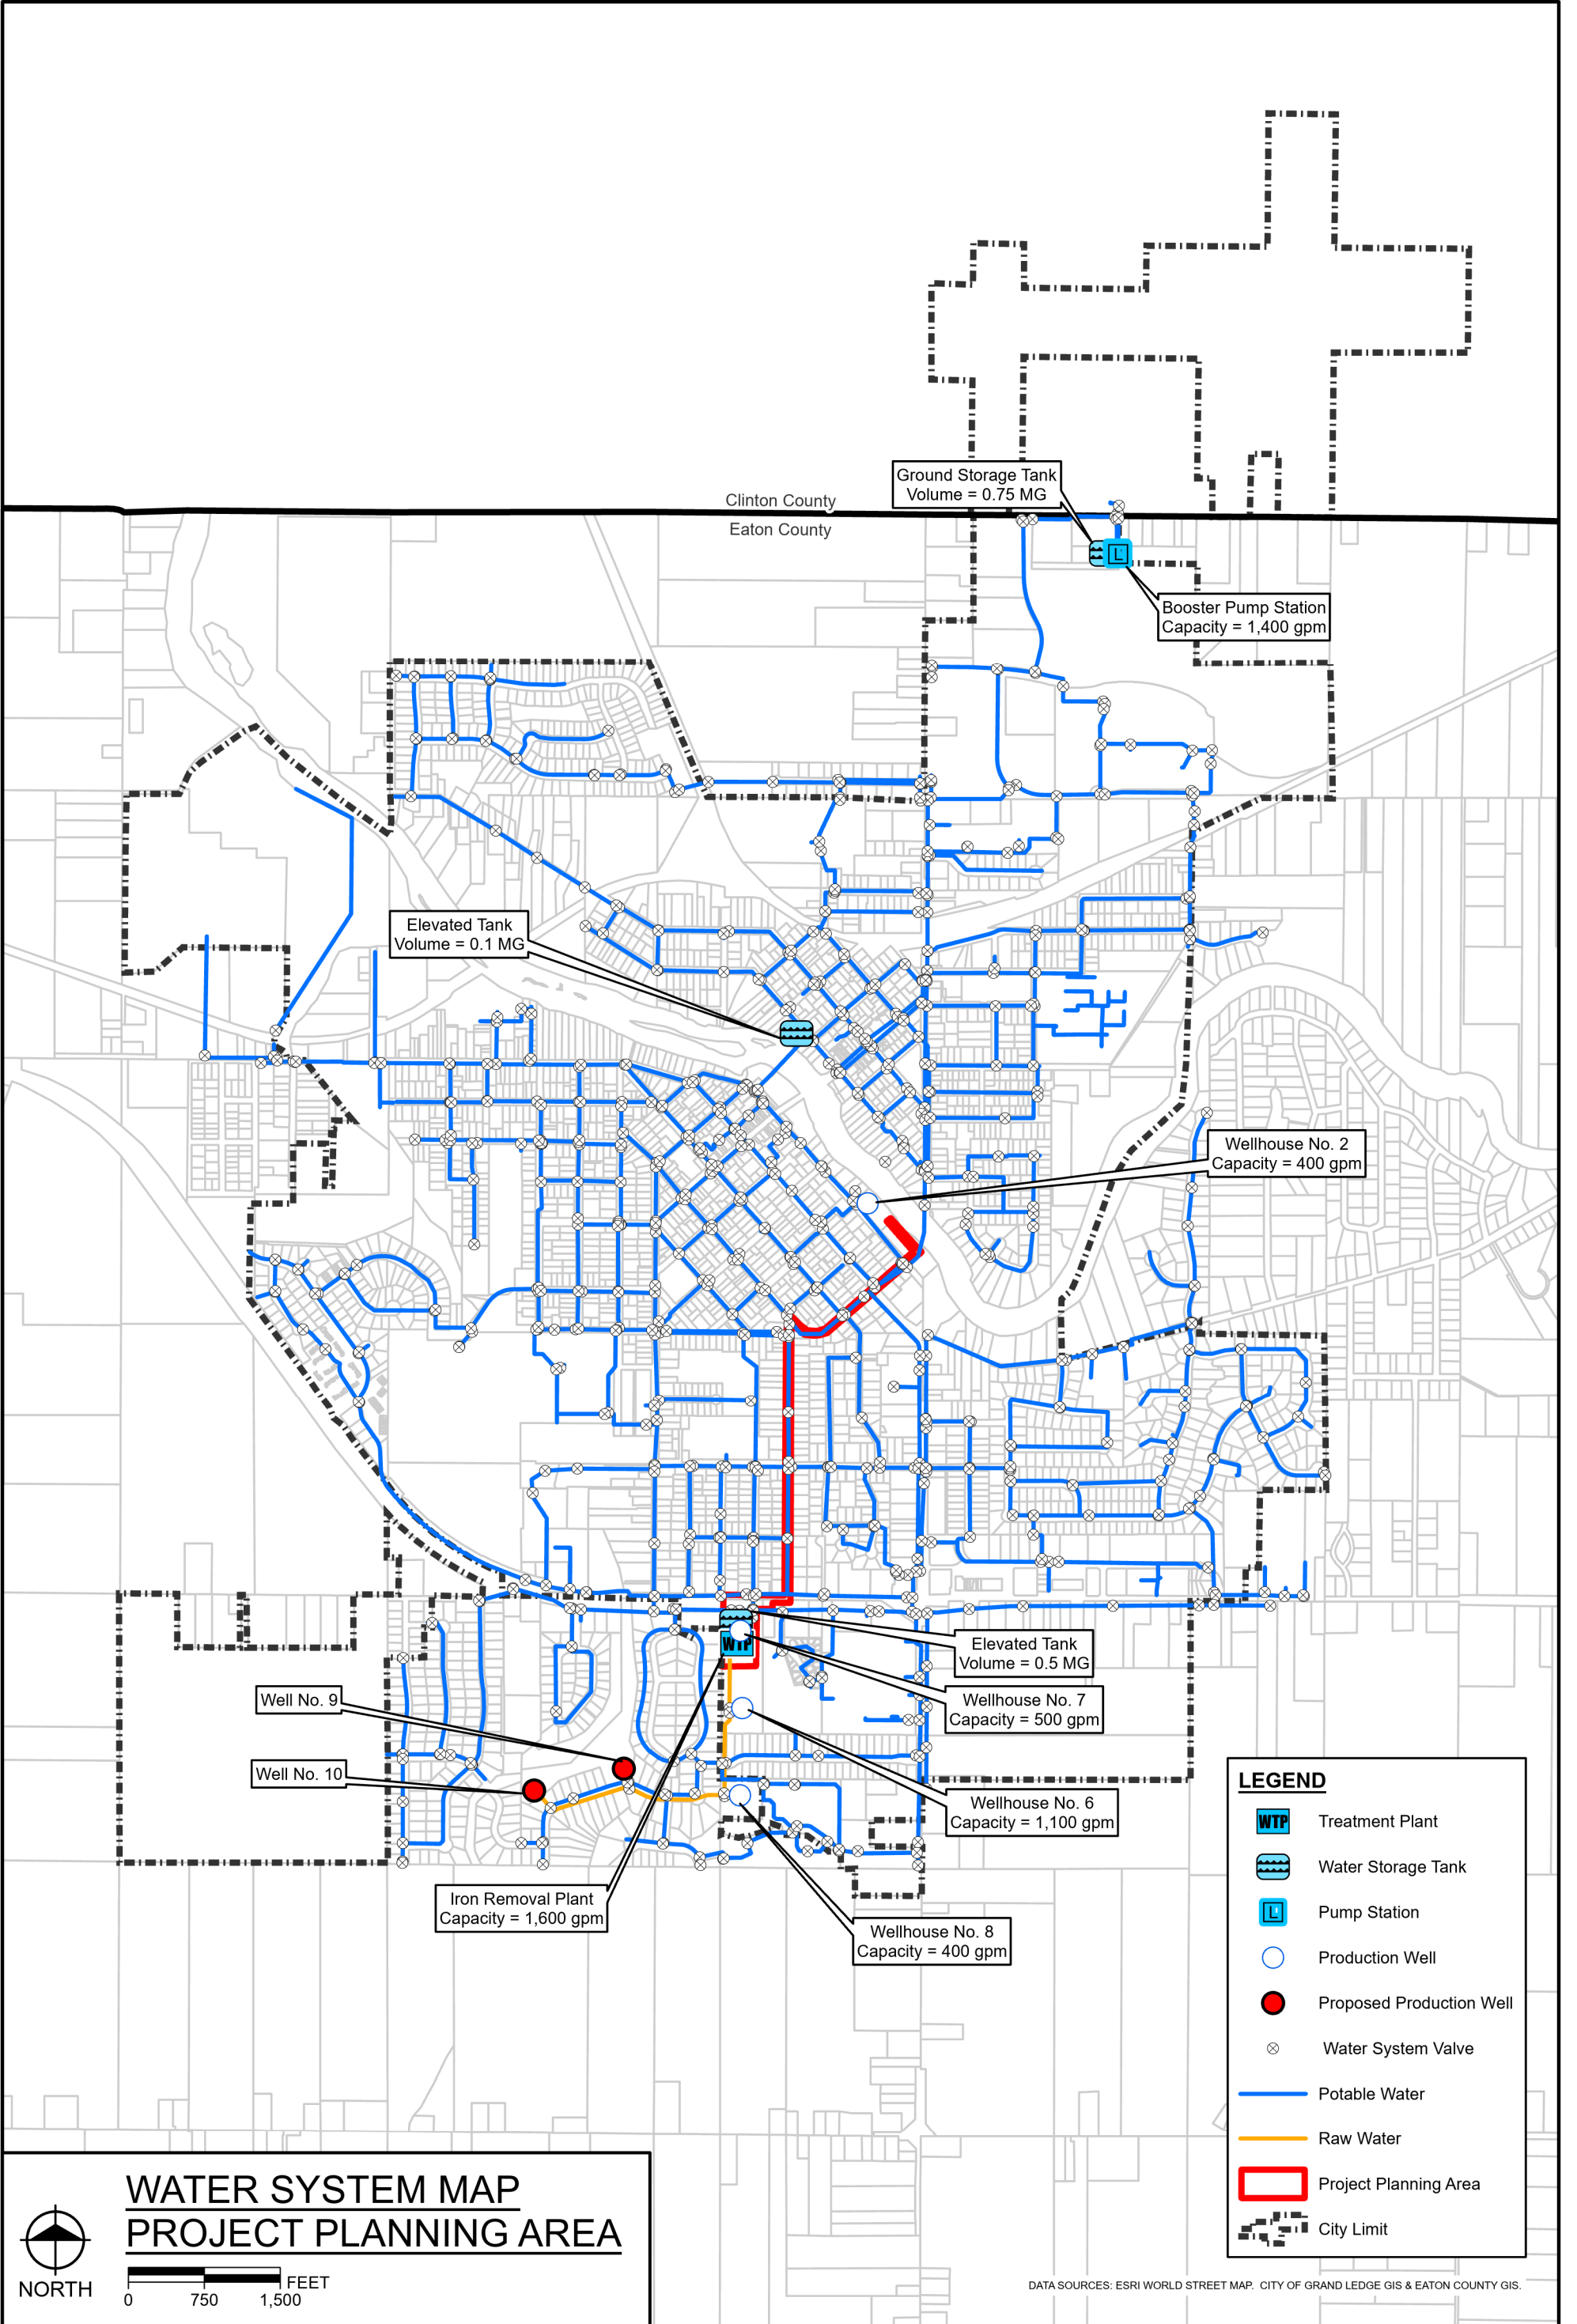 Ground Storage Tank
Volume = 0.75 MG
Clinton County
Eaton County
L
Booster Pump Station
Capacity = 1,400 gpm
Elevated Tank
Volume = 0.1 MG
Wellhouse No. 2
Capacity = 400 gpm
WTP
Elevated Tank
Volume = 0.5 MG
Well No. 9
Wellhouse No. 7
Capacity = 500 gpm
Well No. 10
Wellhouse No. 6
Capacity = 1,100 gpm
Iron Removal Plant
Capacity = 1,600 gpm
Wellhouse No. 8
Capacity = 400 gpm
LEGEND
WTP Treatment Plant
Water Storage Tank
L Pump Station
Production Well
Proposed Production Well
Water System Valve
Potable Water
Raw Water
Project Planning Area
City Limit
WATER SYSTEM MAP
PROJECT PLANNING AREA
NORTH
FEET
0 750 1,500
DATA SOURCES: ESRI WORLD STREET MAP. CITY OF GRAND LEDGE GIS & EATON COUNTY GIS.